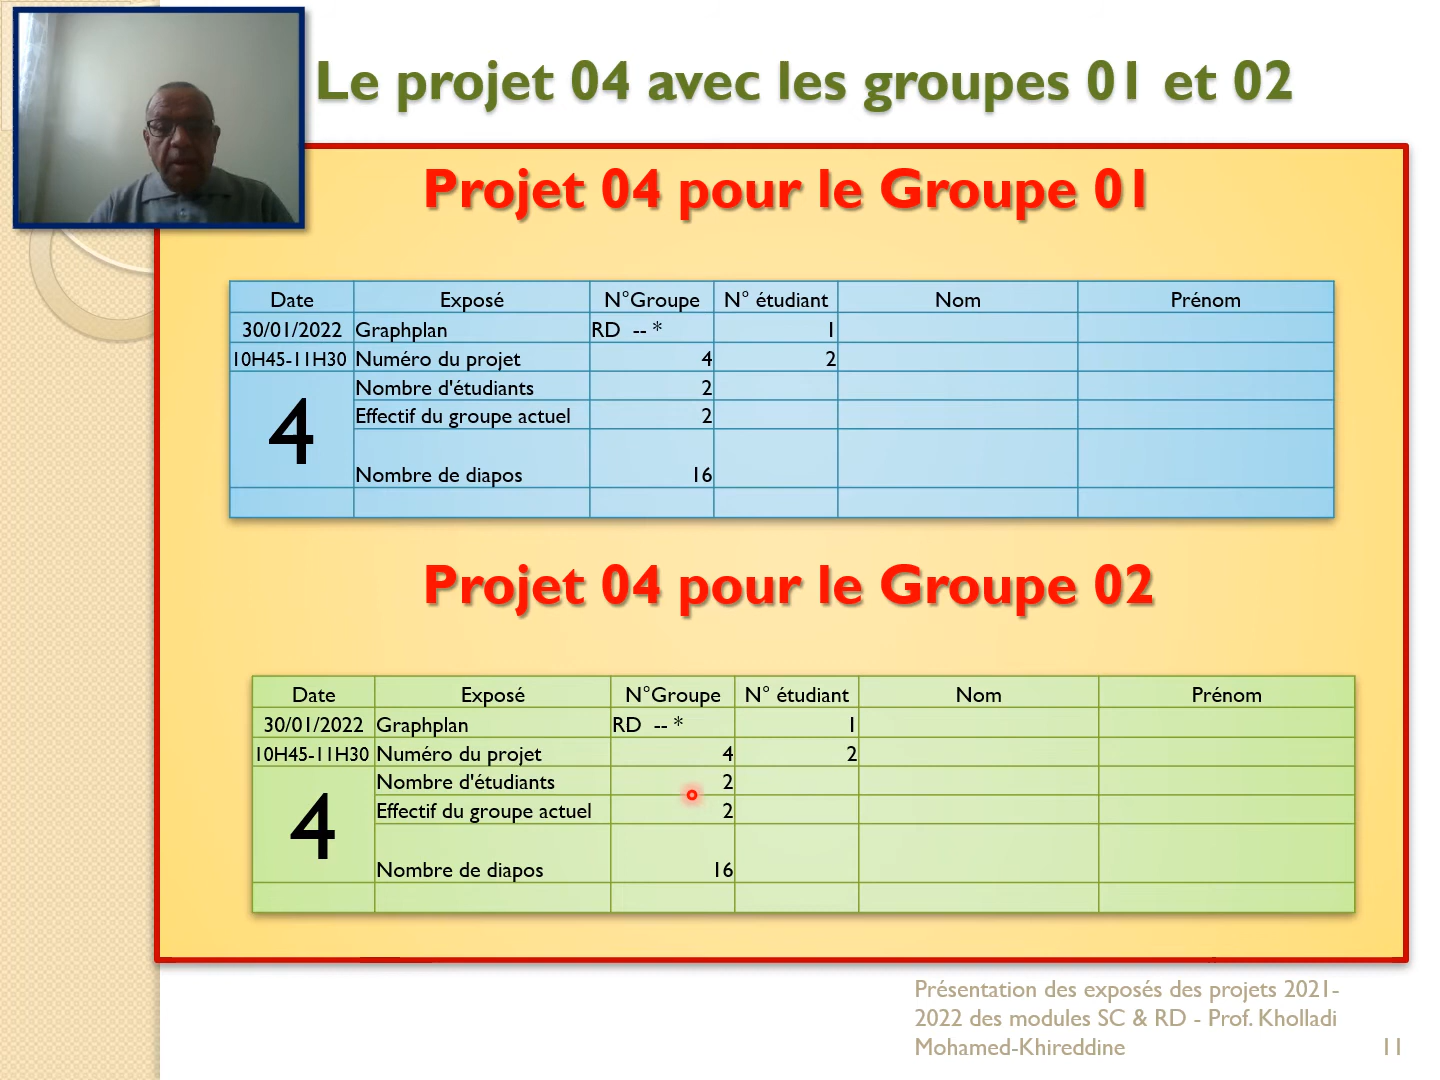 Le projet 04 avec les groupes 01 et 02
Projet 04 pour le Groupe 01
Date Exposé N°Groupe N° étudiant Nom Prénom
30/01/2022 Graphplan RD -- * 1
10H45-11H30 Numéro du projet 4 2
4 Nombre d'étudiants 2
Effectif du groupe actuel 2
Nombre de diapos 16
Projet 04 pour le Groupe 02
Date Exposé N°Groupe N° étudiant Nom Prénom
30/01/2022 Graphplan RD -- * 1
10H45-11H30 Numéro du projet 4 2
4 Nombre d'étudiants 2
Effectif du groupe actuel 2
Nombre de diapos 16
Présentation des exposés des projets 2021-
2022 des modules SC & RD - Prof. Kholladi
Mohamed-Khireddine 11